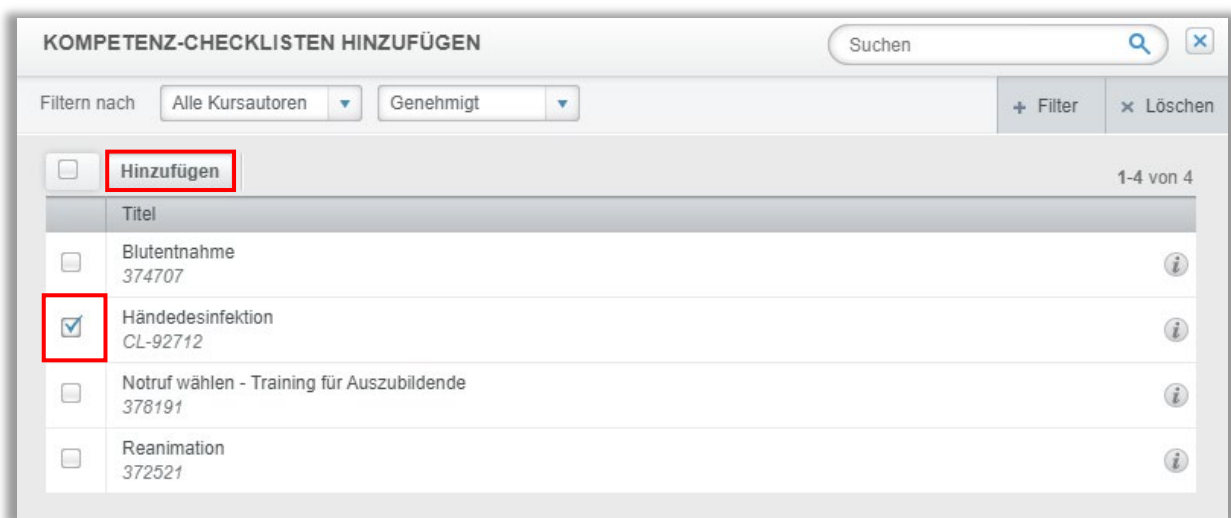 KOMPETENZ-CHECKLISTEN HINZUFÜGEN
Suchen
Filtern nach
Alle Kursautoren
Genehmigt
+ Filter
× Löschen
Hinzufügen
1-4 von 4
Titel
Blutentnahme
374707
Händedesinfektion
CL-92712
Notruf wählen - Training für Auszubildende
378191
Reanimation
372521